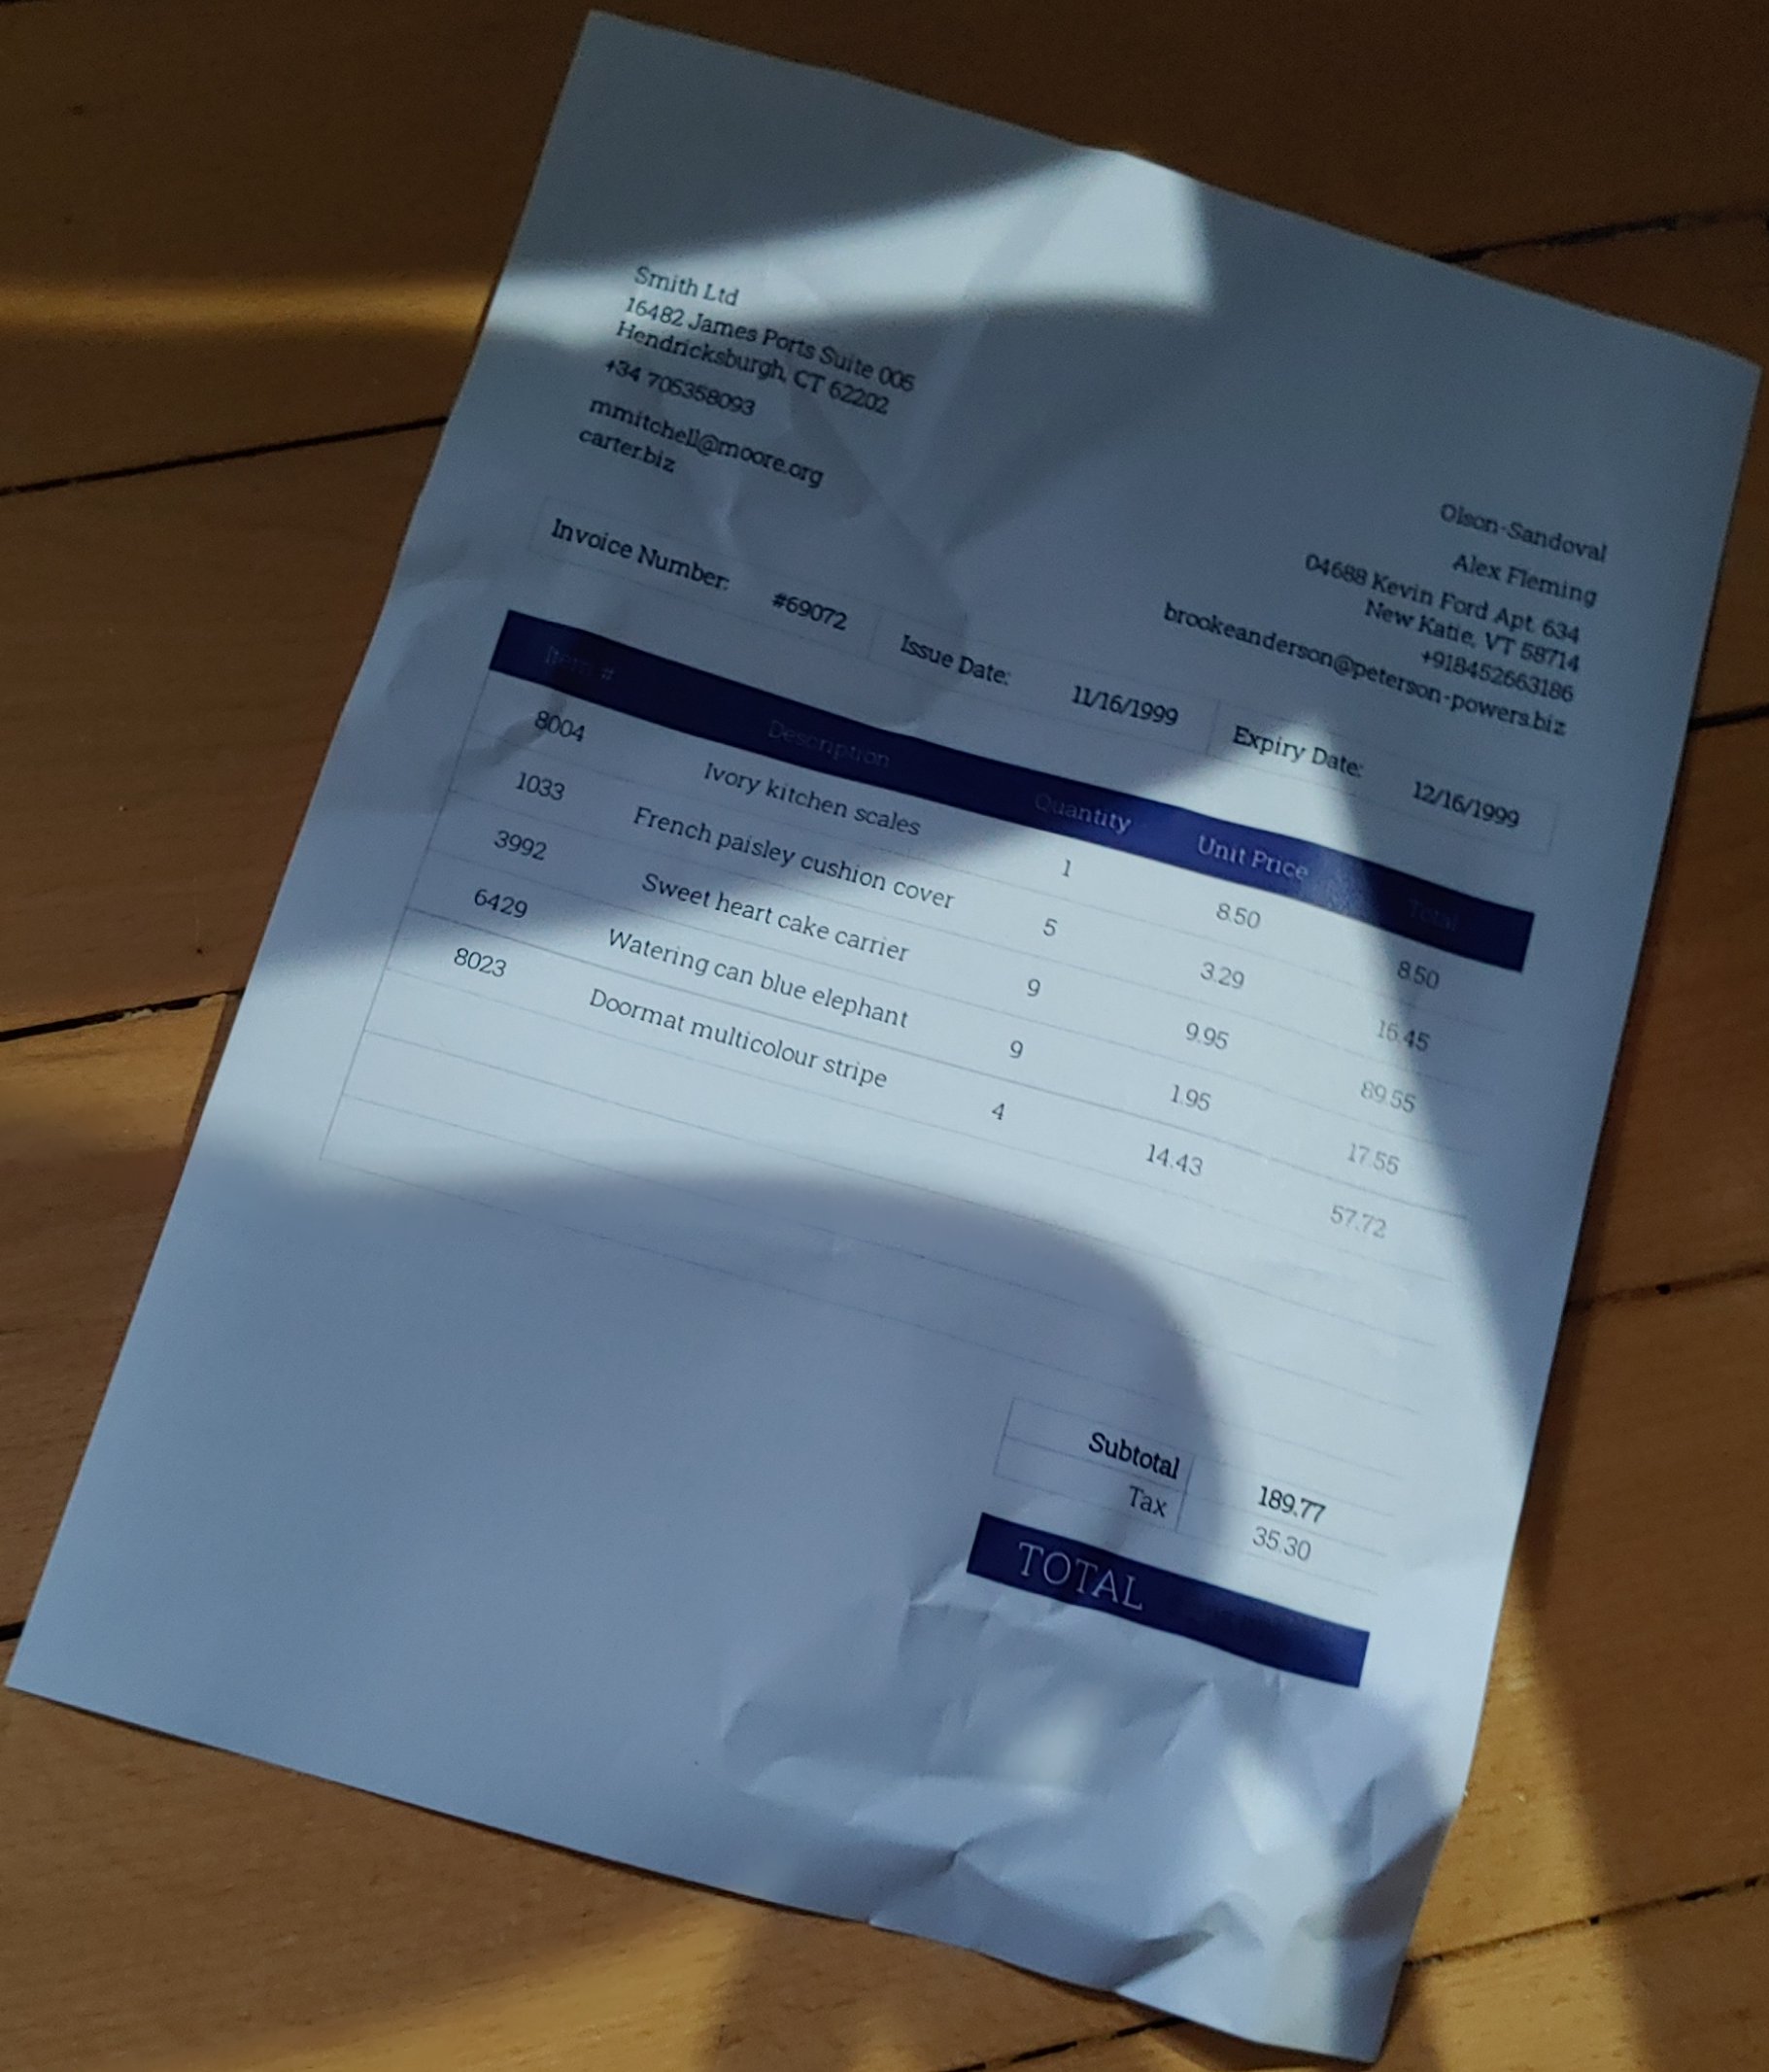 Smith Ltd
16482 James Ports Suite 006
Hendricksburgh, CT 62202
+34 705358093
mmitchell@moore.org
carter.biz
Olson-Sandoval
Alex Fleming
04688 Kevin Ford Apt. 634
New Katie, VT 58714
+918452663186
brookeanderson@peterson-powers.biz
Invoice Number: #69072 Issue Date: 11/16/1999 Expiry Date: 12/16/1999
Item # Description Quantity Unit Price Total
8004 Ivory kitchen scales 1 8.50 8.50
1033 French paisley cushion cover 5 3.29 16.45
3992 Sweet heart cake carrier 9 9.95 89.55
6429 Watering can blue elephant 9 1.95 17.55
8023 Doormat multicolour stripe 4 14.43 57.72
Subtotal 189.77
Tax 35.30
TOTAL